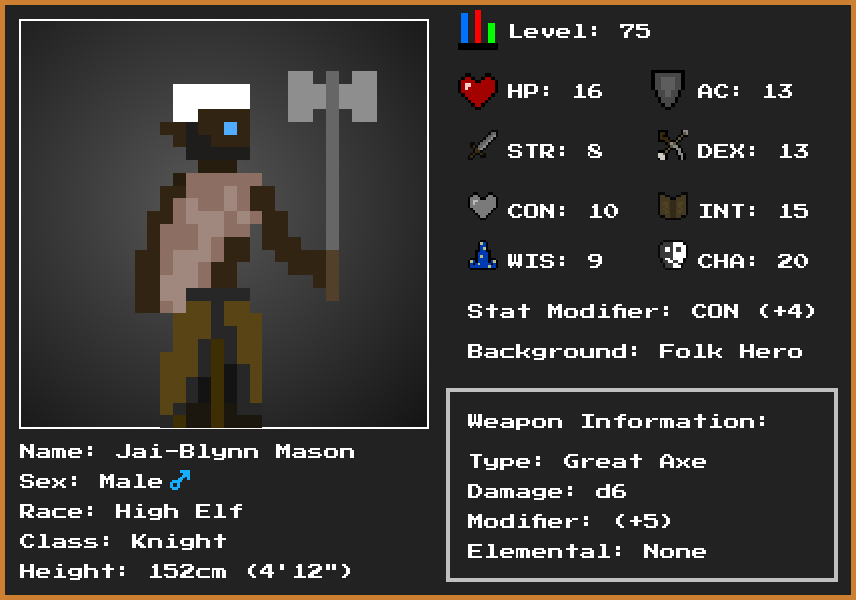 Level: 75
HP: 16 AC: 13
STR: 8 DEX: 13
CON: 10 INT: 15
WIS: 9 CHA: 20
Stat Modifier: CON (+4)
Background: Folk Hero
Weapon Information:
Type: Great Axe
Damage: d6
Modifier: (+5)
Elemental: None
Name: Jai-Blynn Mason
Sex: Male ♂
Race: High Elf
Class: Knight
Height: 152cm (4'12")